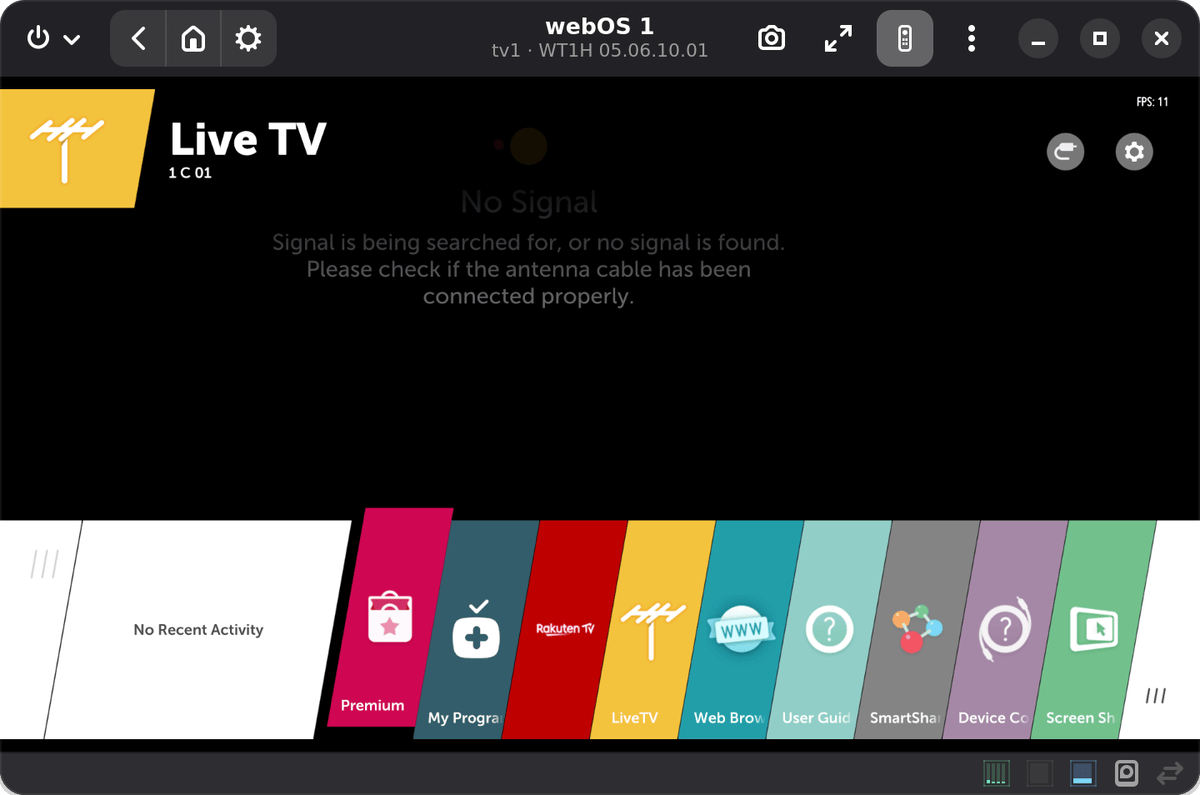 webOS 1
tv1 · WT1H 05.06.10.01
FPS: 11
Live TV
1 C 01
No Signal
Signal is being searched for, or no signal is found.
Please check if the antenna cable has been
connected properly.
No Recent Activity
Rakuten TV
WWW
Premium
My Progra
LiveTV
Web Brow
User Guid
SmartShar
Device Co
Screen Sh